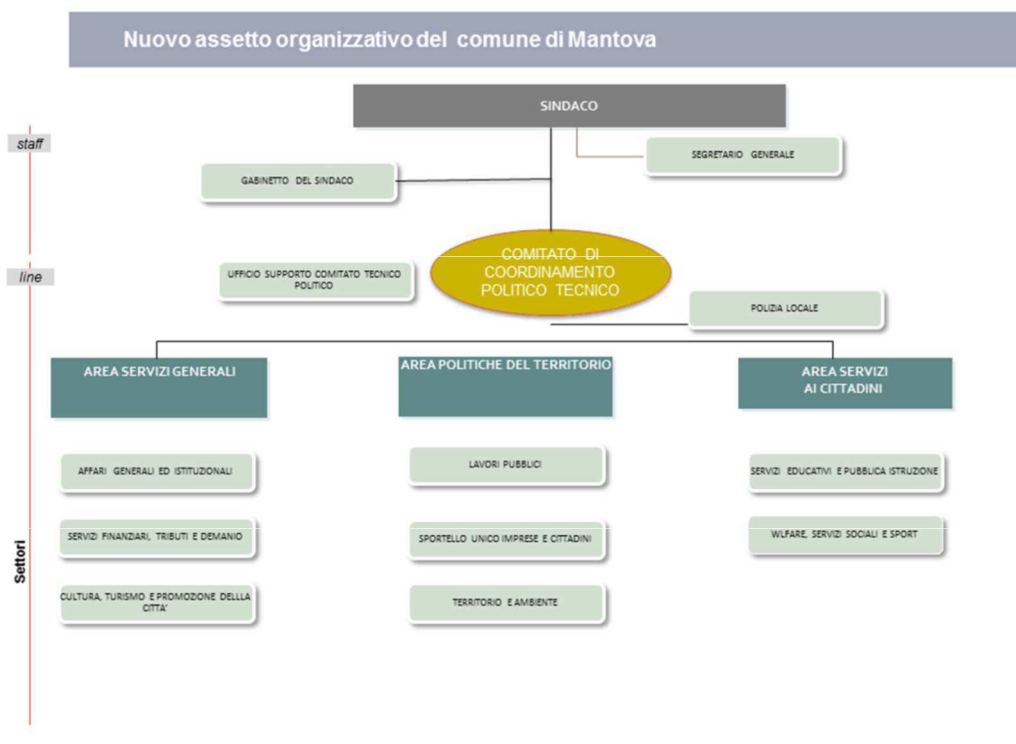 Nuovo assetto organizzativo del comune di Mantova
SINDACO
staff
SEGRETARIO GENERALE
GABINETTO DEL SINDACO
COMITATO DI
COORDINAMENTO
POLITICO TECNICO
line
UFFICIO SUPPORTO COMITATO TECNICO
POLITICO
POLIZIA LOCALE
AREA SERVIZI GENERALI
AREA POLITICHE DEL TERRITORIO
AREA SERVIZI
AI CITTADINI
Settori
AFFARI GENERALI ED ISTITUZIONALI
LAVORI PUBBLICI
SERVIZI EDUCATIVI E PUBBLICA ISTRUZIONE
SERVIZI FINANZIARI, TRIBUTI E DEMANIO
SPORTELLO UNICO IMPRESE E CITTADINI
WLFARE, SERVIZI SOCIALI E SPORT
CULTURA, TURISMO E PROMOZIONE DELLLA
CITTA'
TERRITORIO E AMBIENTE